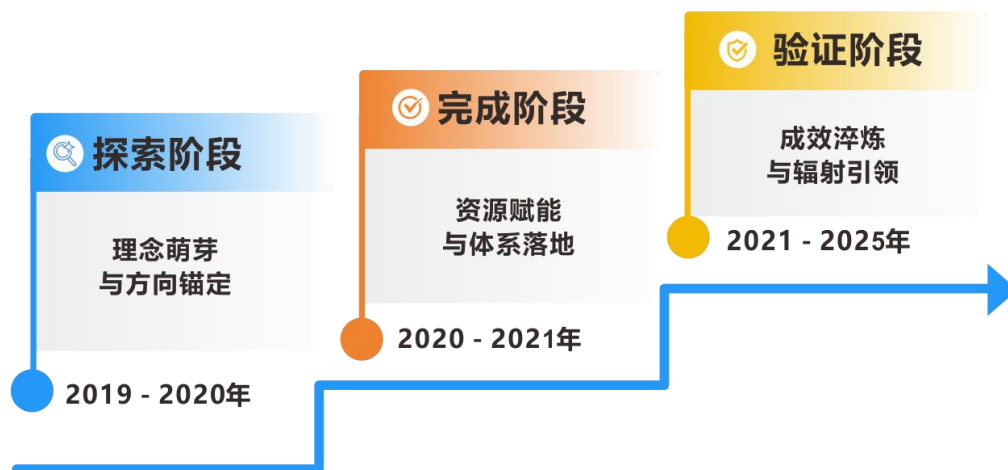 探索阶段
理念萌芽
与方向锚定
2019 - 2020年
完成阶段
资源赋能
与体系落地
2020 - 2021年
验证阶段
成效淬炼
与辐射引领
2021 - 2025年